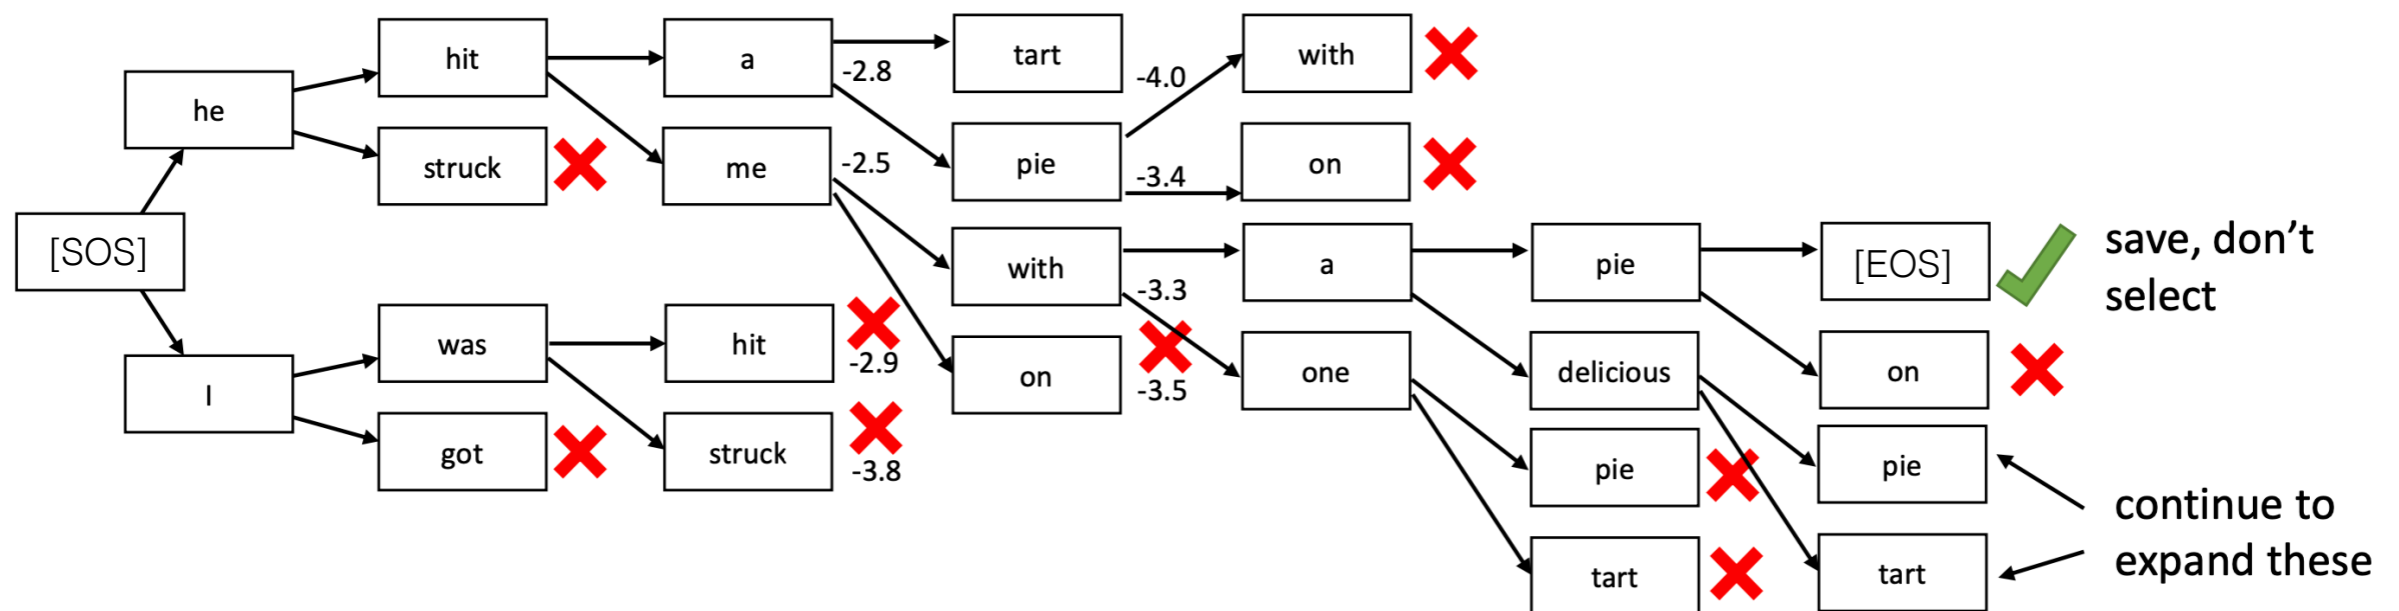 hit
a
tart
with
-2.8
-4.0
he
struck
me
-2.5
pie
-3.4
on
[SOS]
with
-3.3
a
pie
[EOS]
save, don't
select
was
hit
-2.9
on
-3.5
one
delicious
on
I
got
struck
-3.8
pie
pie
tart
tart
continue to
expand these